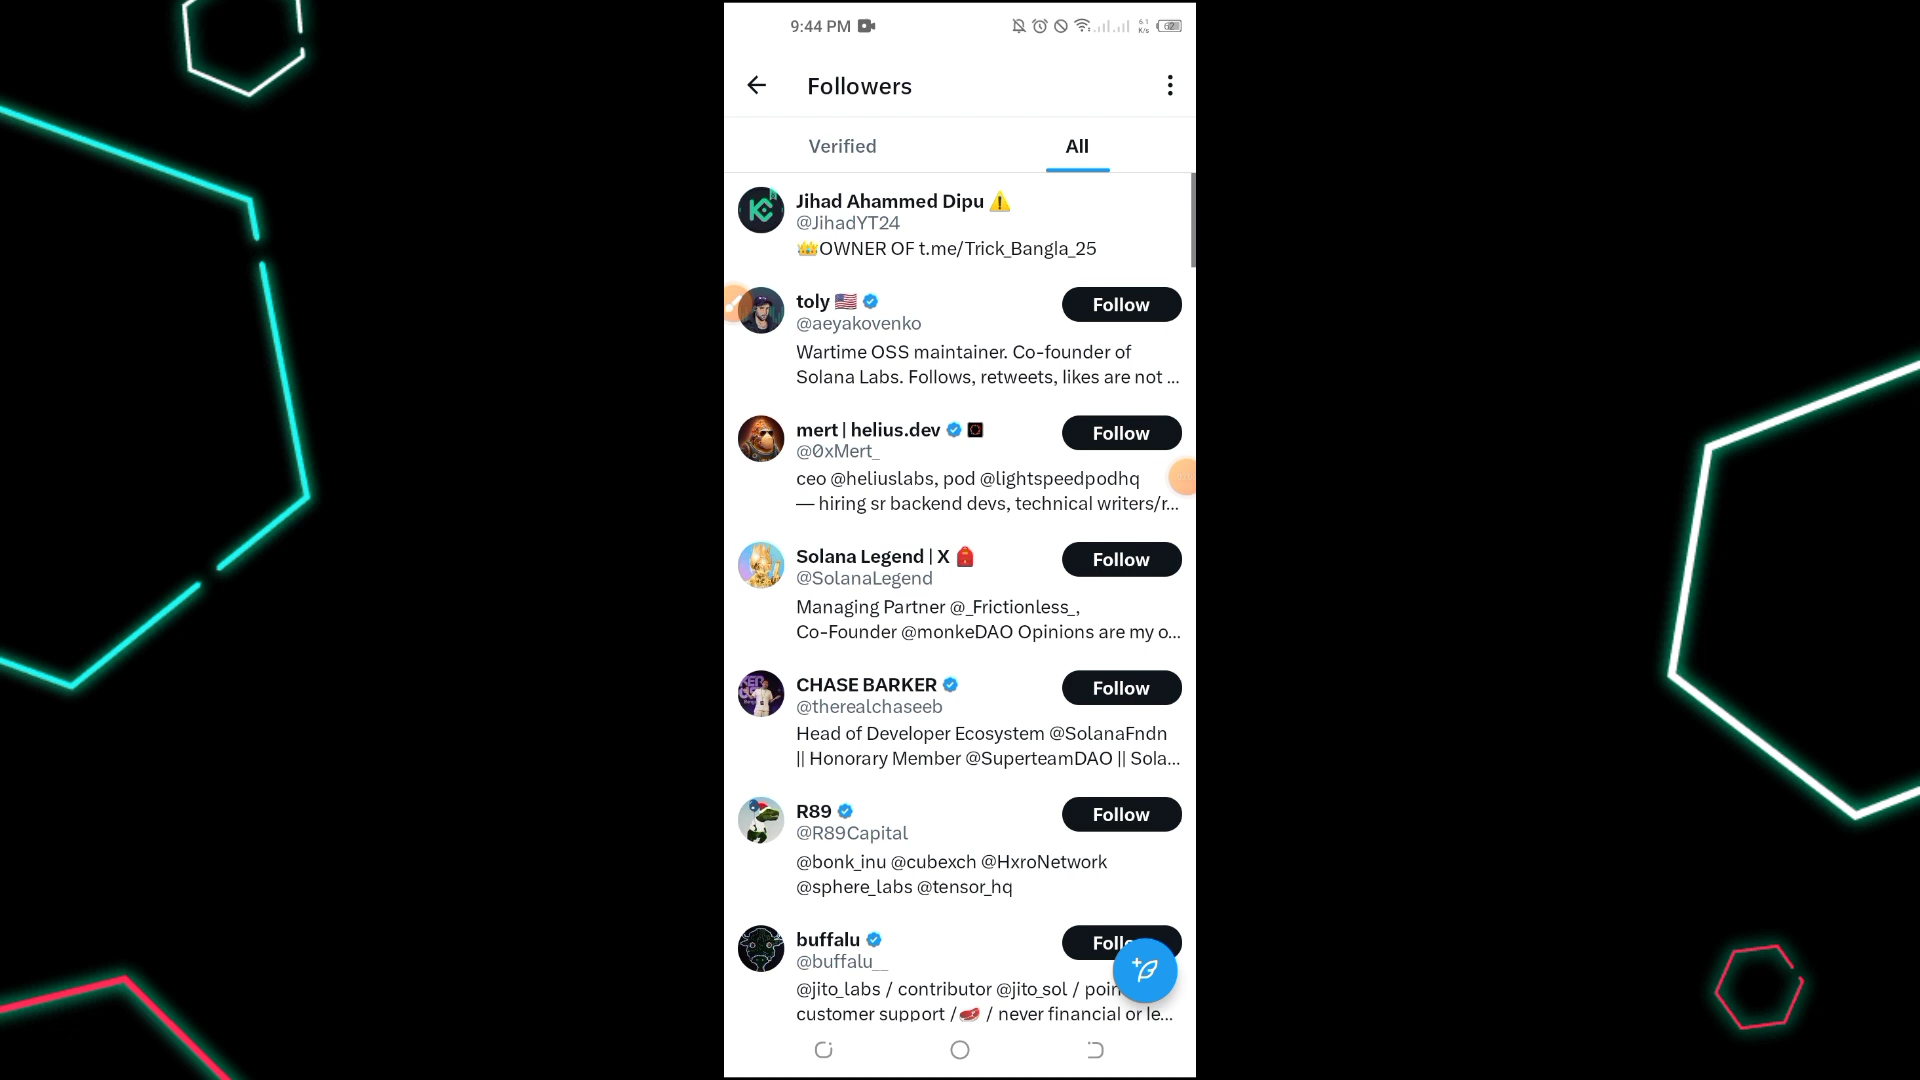 9:44 PM
6.1
K/s
62
Followers
Verified
All
Jihad Ahammed Dipu ⚠️
@JihadYT24
👑OWNER OF t.me/Trick_Bangla_25
toly 🇺🇸
Follow
@aeyakovenko
Wartime OSS maintainer. Co-founder of
Solana Labs. Follows, retweets, likes are not ...
mert | helius.dev
Follow
@0xMert_
ceo @heliuslabs, pod @lightspeedpodhq
— hiring sr backend devs, technical writers/r...
Solana Legend | X 🎒
Follow
@SolanaLegend
Managing Partner @_Frictionless_,
Co-Founder @monkeDAO Opinions are my o...
CHASE BARKER
Follow
@therealchaseeb
Head of Developer Ecosystem @SolanaFndn
|| Honorary Member @SuperteamDAO || Sola...
R89
Follow
@R89Capital
@bonk_inu @cubexch @HxroNetwork
@sphere_labs @tensor_hq
buffalu
Follo
@buffalu__
@jito_labs / contributor @jito_sol / poin
customer support /🥩 / never financial or le...